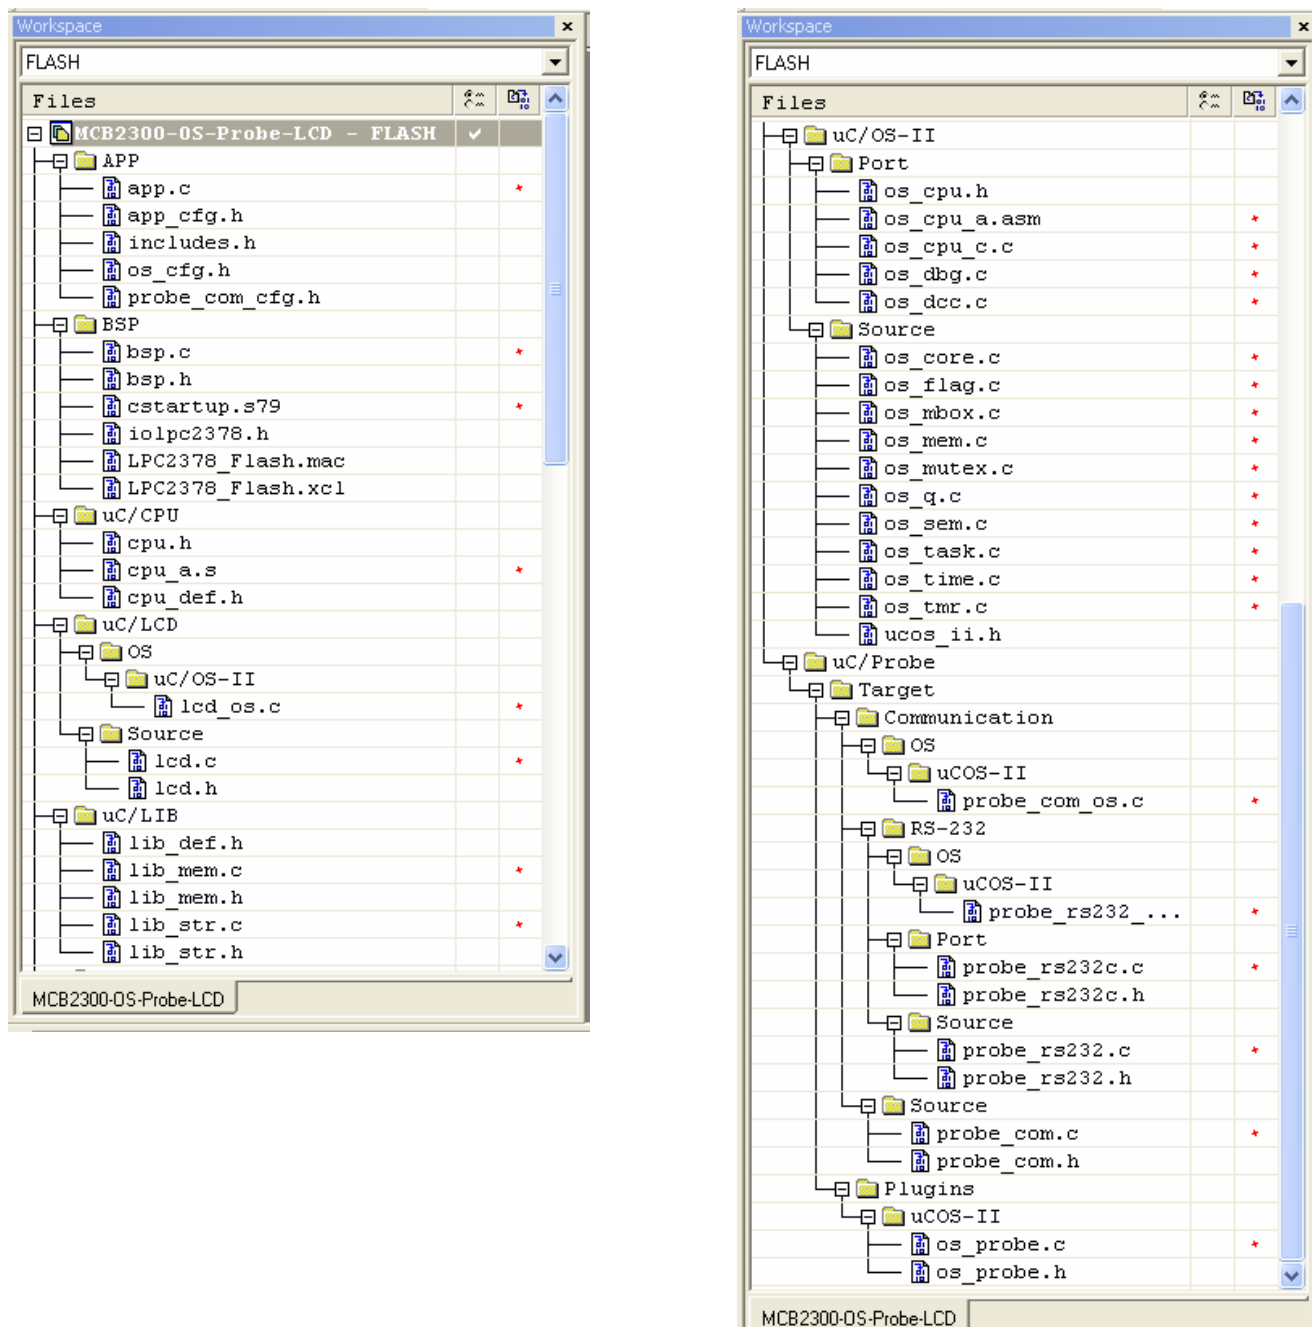 Workspace
FLASH
Files
MCB2300-OS-Probe-LCD - FLASH
APP
app.c
app_cfg.h
includes.h
os_cfg.h
probe_com_cfg.h
BSP
bsp.c
bsp.h
cstartup.s79
iolpc2378.h
LPC2378_Flash.mac
LPC2378_Flash.xcl
uC/CPU
cpu.h
cpu_a.s
cpu_def.h
uC/LCD
OS
uC/OS-II
lcd_os.c
Source
lcd.c
lcd.h
uC/LIB
lib_def.h
lib_mem.c
lib_mem.h
lib_str.c
lib_str.h
MCB2300-OS-Probe-LCD
Workspace
FLASH
Files
uC/OS-II
Port
os_cpu.h
os_cpu_a.asm
os_cpu_c.c
os_dbg.c
os_dcc.c
Source
os_core.c
os_flag.c
os_mbox.c
os_mem.c
os_mutex.c
os_q.c
os_sem.c
os_task.c
os_time.c
os_tmr.c
ucos_ii.h
uC/Probe
Target
Communication
OS
uCOS-II
probe_com_os.c
RS-232
OS
uCOS-II
probe_rs232_...
Port
probe_rs232c.c
probe_rs232c.h
Source
probe_rs232.c
probe_rs232.h
Source
probe_com.c
probe_com.h
Plugins
uCOS-II
os_probe.c
os_probe.h
MCB2300-OS-Probe-LCD